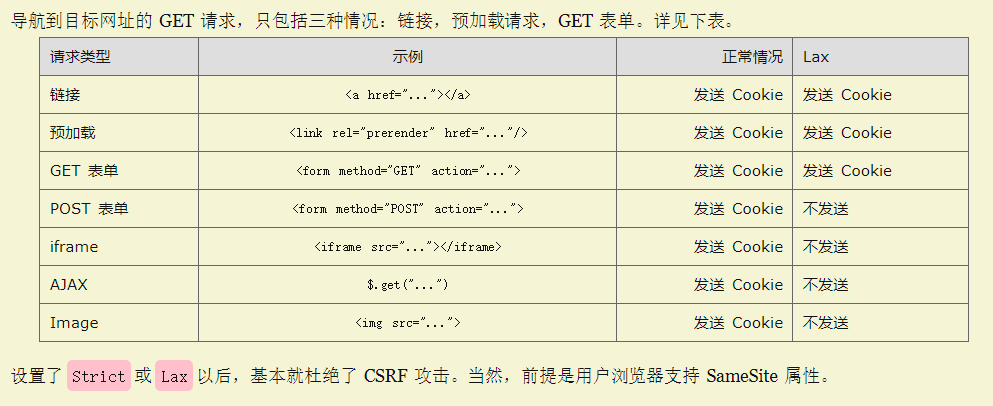 导航到目标网址的 GET 请求，只包括三种情况：链接，预加载请求，GET 表单。详见下表。
请求类型 示例 正常情况 Lax
链接 <a href="..."></a> 发送 Cookie 发送 Cookie
预加载 <link rel="prerender" href="..."/> 发送 Cookie 发送 Cookie
GET 表单 <form method="GET" action="..."> 发送 Cookie 发送 Cookie
POST 表单 <form method="POST" action="..."> 发送 Cookie 不发送
iframe <iframe src="..."></iframe> 发送 Cookie 不发送
AJAX $.get("...") 发送 Cookie 不发送
Image <img src="..."> 发送 Cookie 不发送
设置了 Strict 或 Lax 以后，基本就杜绝了 CSRF 攻击。当然，前提是用户浏览器支持 SameSite 属性。